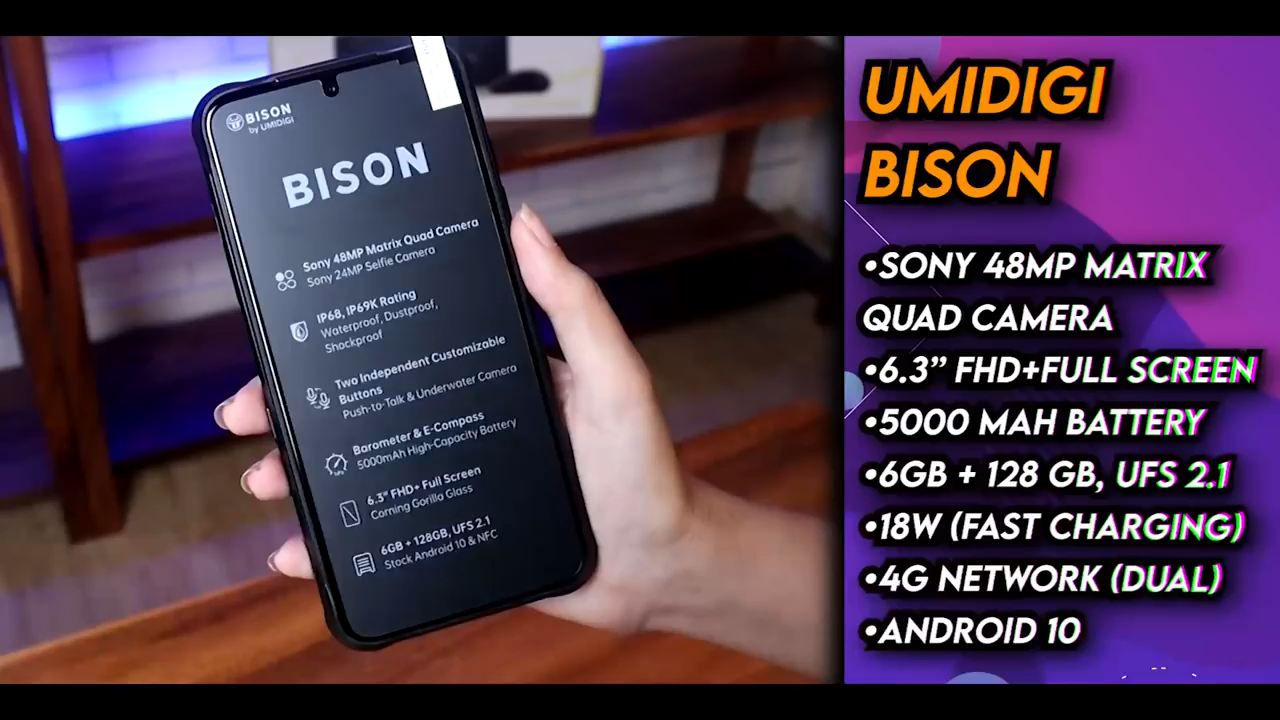 BISON
by UMIDIGI
BISON
Sony 48MP Matrix Quad Camera
Sony 24MP Selfie Camera
IP68, IP69K Rating
Waterproof, Dustproof,
Shockproof
Two Independent Customizable
Buttons
Push-to-Talk & Underwater Camera
Barometer & E-Compass
5000mAh High-Capacity Battery
6.3" FHD+ Full Screen
Corning Gorilla Glass
6GB + 128GB, UFS 2.1
Stock Android 10 & NFC
UMIDIGI
BISON
•SONY 48MP MATRIX
QUAD CAMERA
•6.3” FHD+FULL SCREEN
•5000 MAH BATTERY
•6GB + 128 GB, UFS 2.1
•18W (FAST CHARGING)
•4G NETWORK (DUAL)
•ANDROID 10